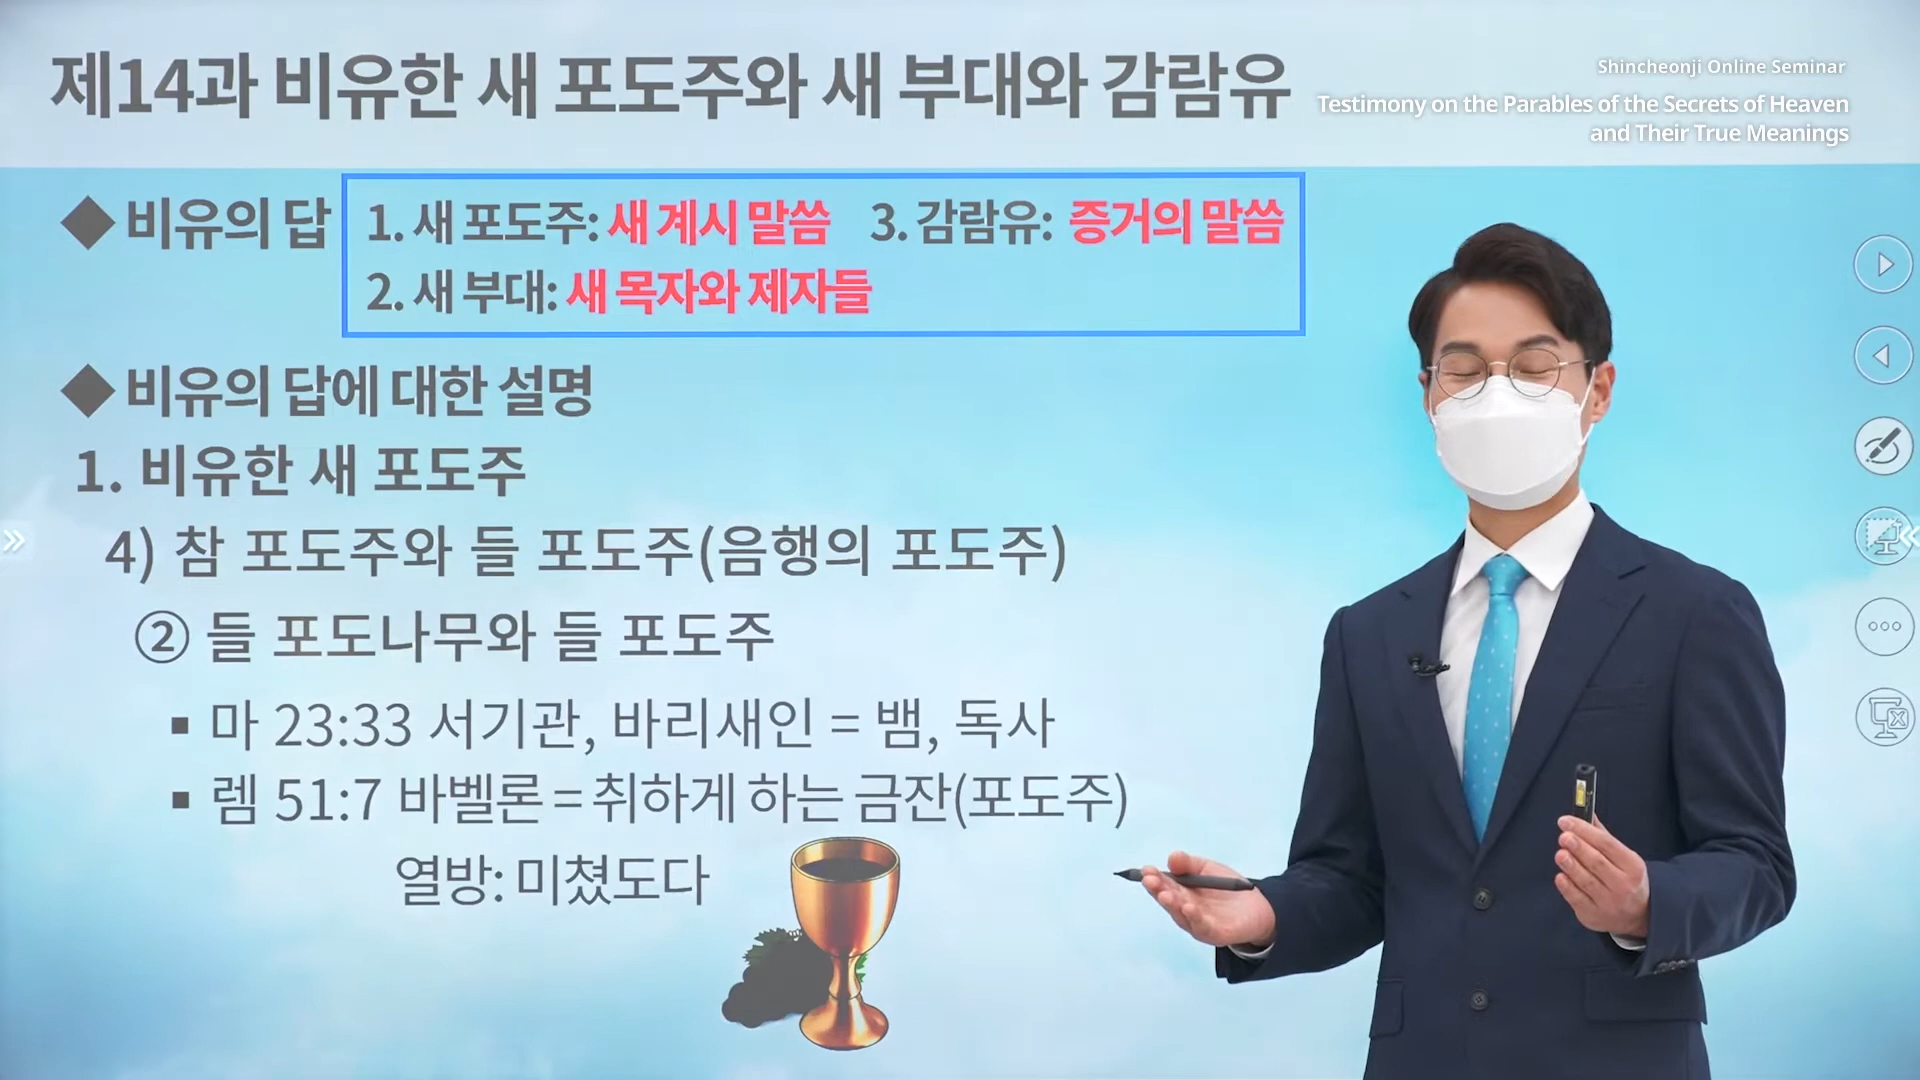 제14과 비유한 새 포도주와 새 부대와 감람유
Shincheonji Online Seminar
Testimony on the Parables of the Secrets of Heaven
and Their True Meanings
◆ 비유의 답
1. 새 포도주: 새 계시 말씀 3. 감람유: 증거의 말씀
2. 새 부대: 새 목자와 제자들
◆ 비유의 답에 대한 설명
1. 비유한 새 포도주
4) 참 포도주와 들 포도주(음행의 포도주)
② 들 포도나무와 들 포도주
▪ 마 23:33 서기관, 바리새인 = 뱀, 독사
▪ 렘 51:7 바벨론 = 취하게 하는 금잔(포도주)
열방: 미쳤도다